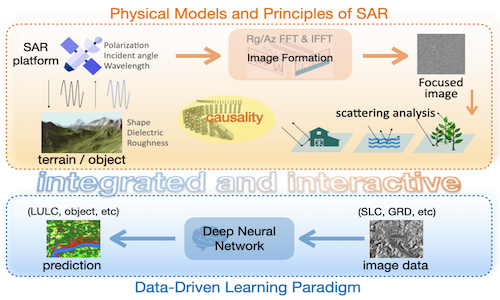 Physical Models and Principles of SAR
SAR
platform
Polarization
Incident angle
Wavelength
Rg/Az FFT & IFFT
Image Formation
Focused
image
Shape
Dielectric
Roughness
terrain / object
causality
scattering analysis
integrated and interactive
(LULC, object, etc)
prediction
Deep Neural
Network
(SLC, GRD, etc)
image data
Data-Driven Learning Paradigm